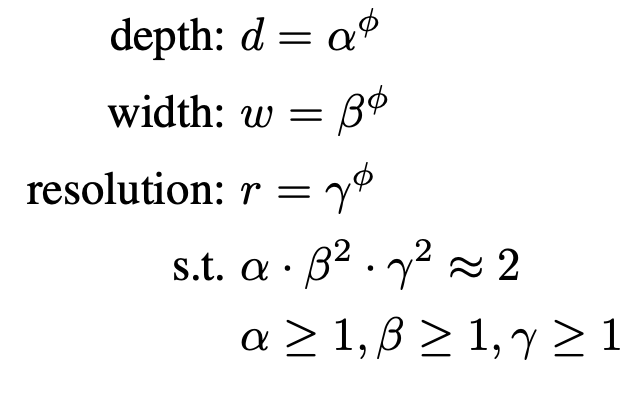 depth: d = α^ϕ
width: w = β^ϕ
resolution: r = γ^ϕ
s.t. α · β² · γ² ≈ 2
α ≥ 1, β ≥ 1, γ ≥ 1